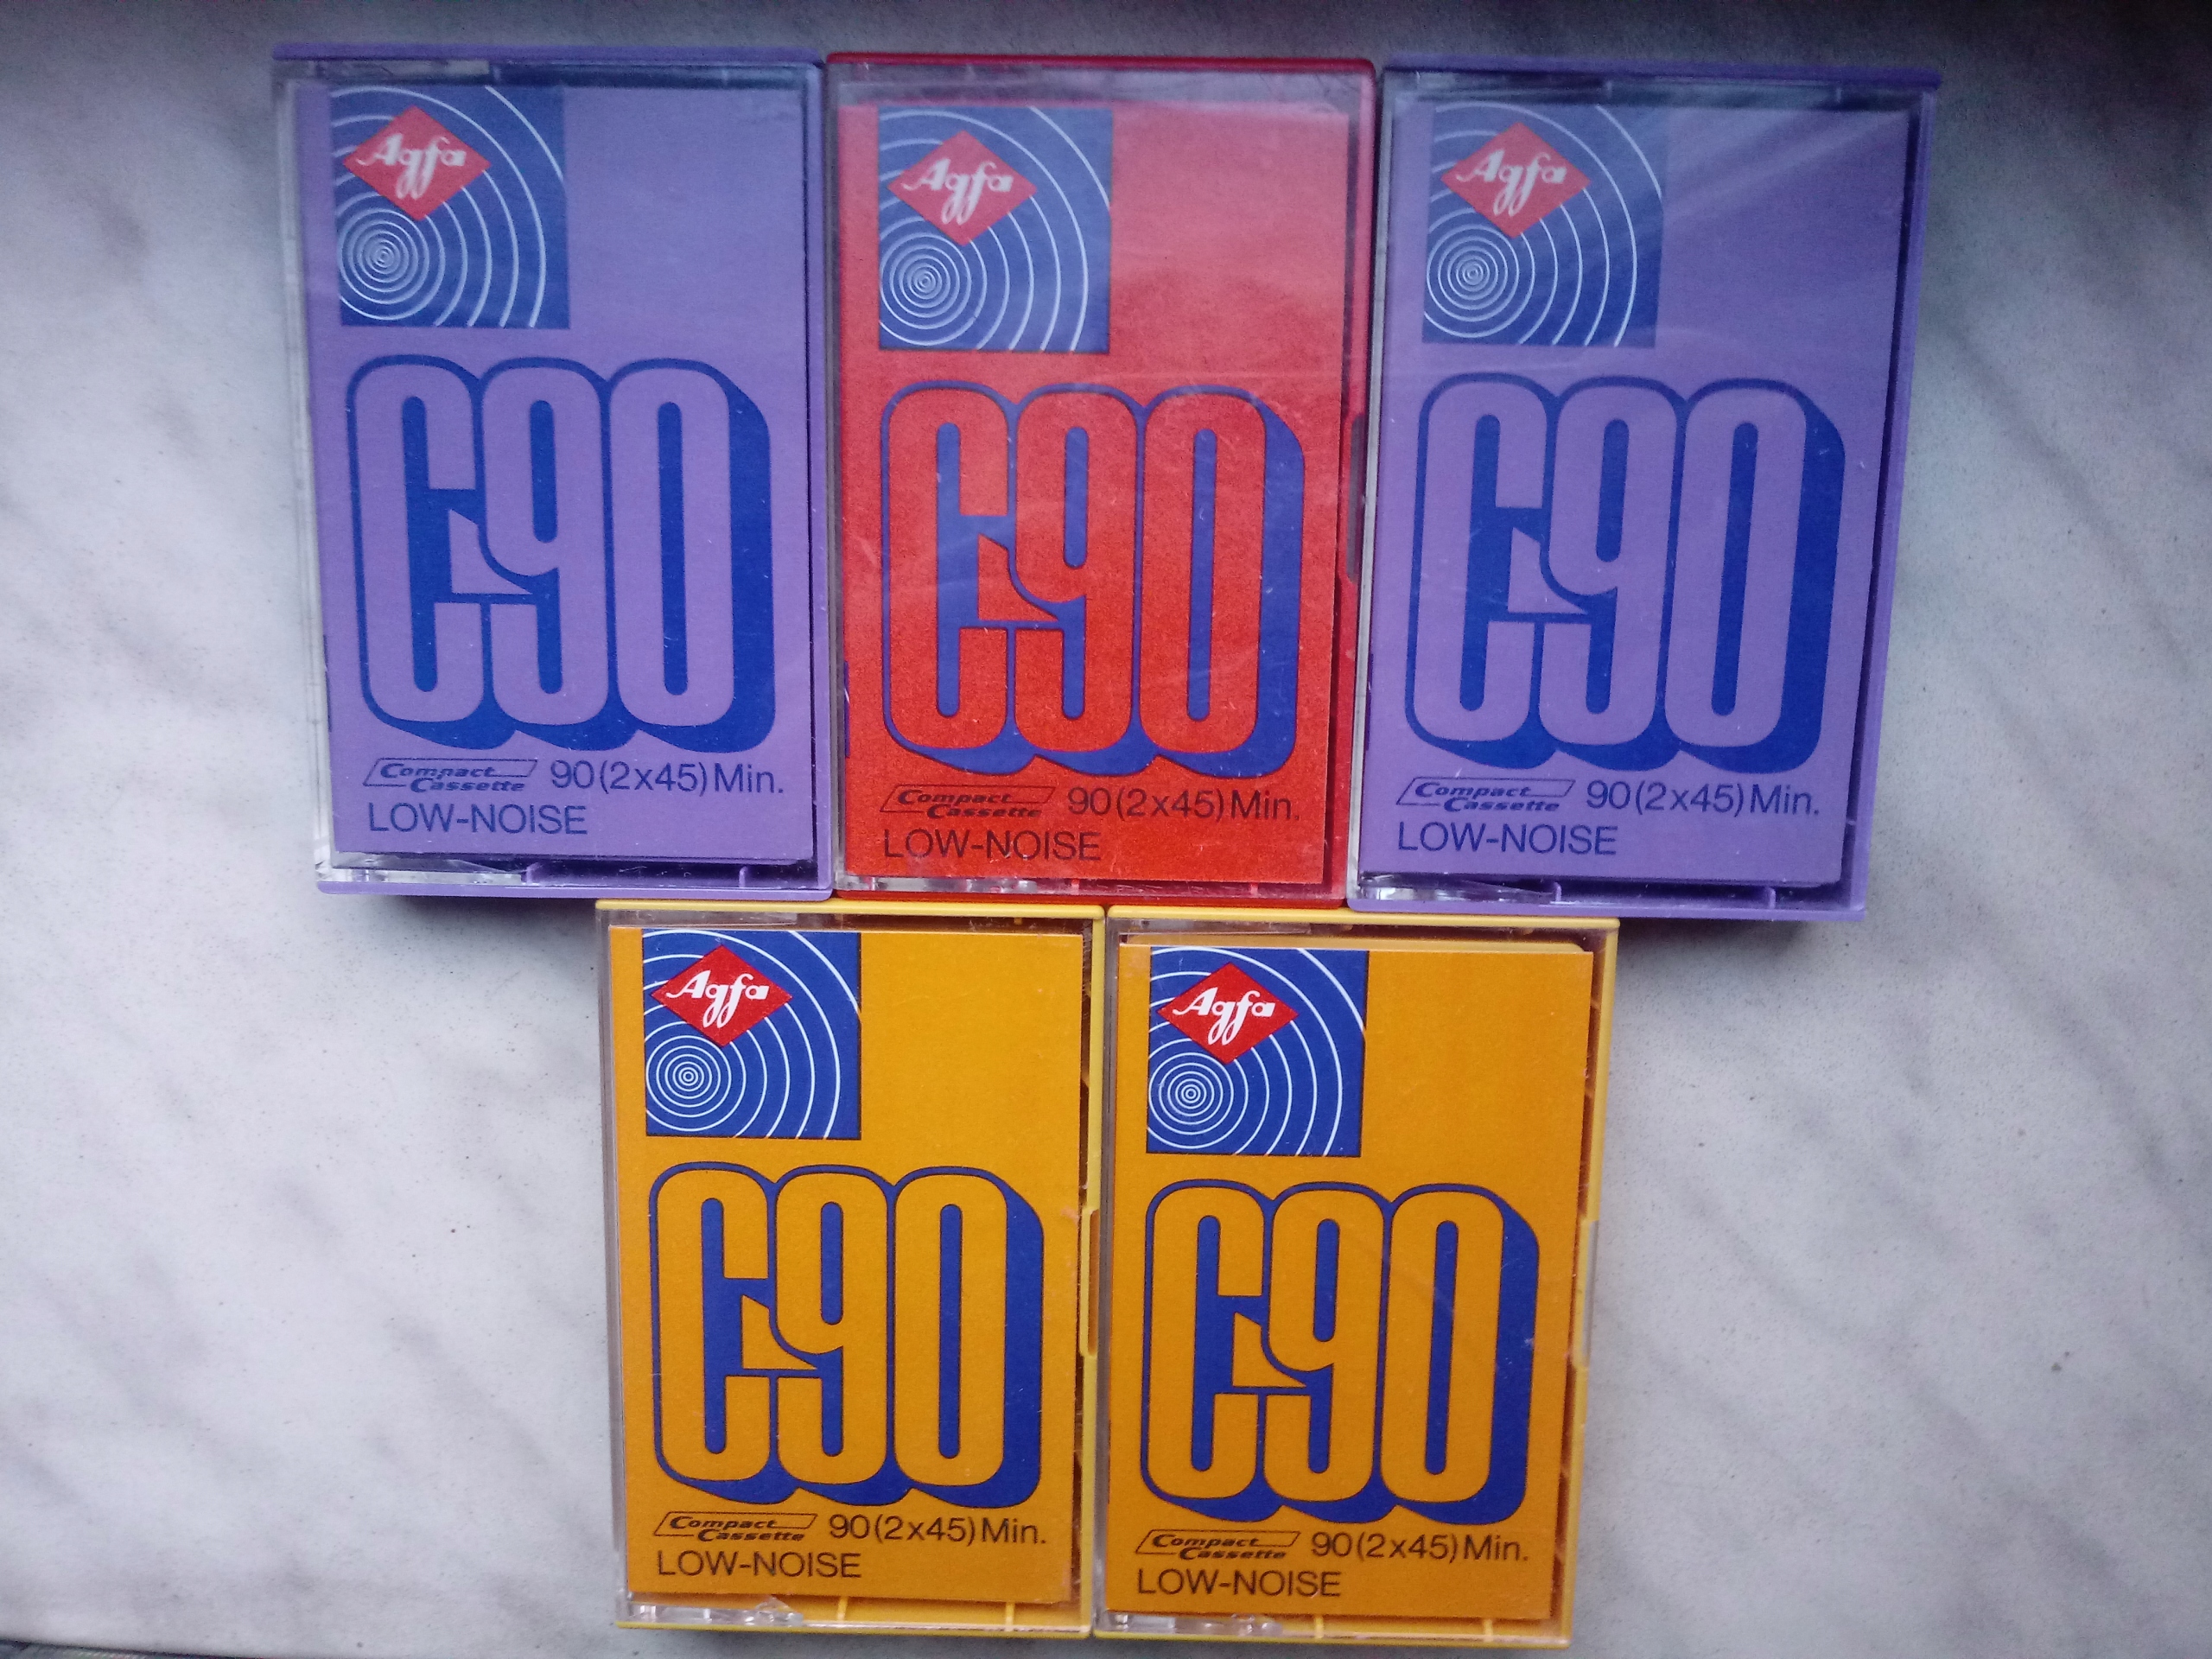 Agfa
C90
Compact Cassette 90(2x45)Min.
LOW-NOISE
Agfa
C90
Compact Cassette 90(2x45)Min.
LOW-NOISE
Agfa
C90
Compact Cassette 90(2x45)Min.
LOW-NOISE
Agfa
C90
Compact Cassette 90(2x45)Min.
LOW-NOISE
Agfa
C90
Compact Cassette 90(2x45)Min.
LOW-NOISE